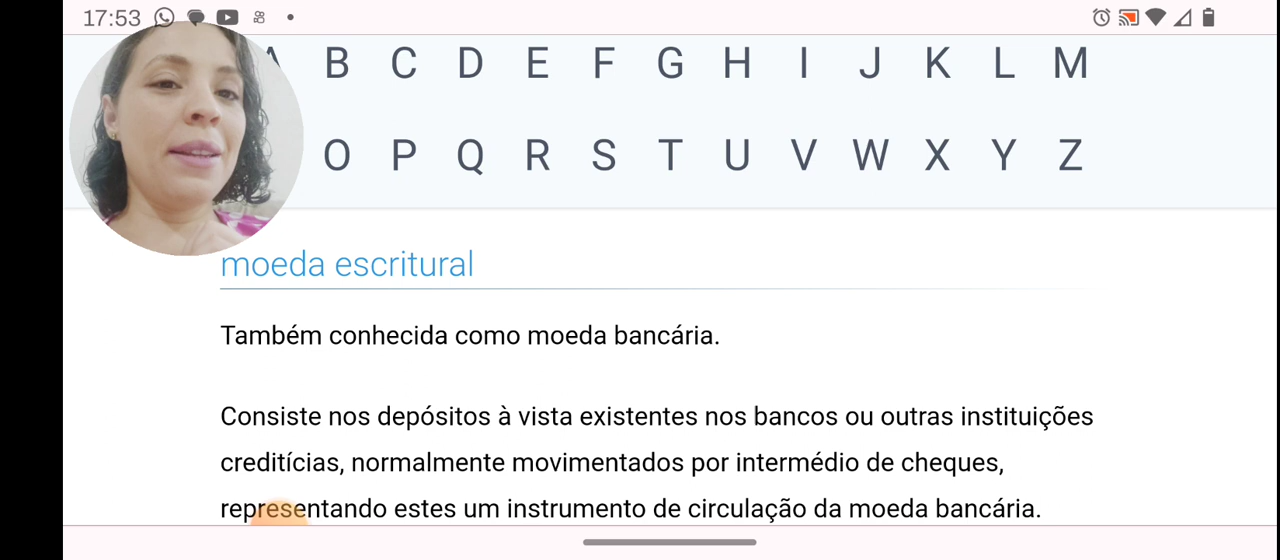 17:53
A B C D E F G H I J K L M
O P Q R S T U V W X Y Z
moeda escritural
Também conhecida como moeda bancária.
Consiste nos depósitos à vista existentes nos bancos ou outras instituições
creditícias, normalmente movimentados por intermédio de cheques,
representando estes um instrumento de circulação da moeda bancária.